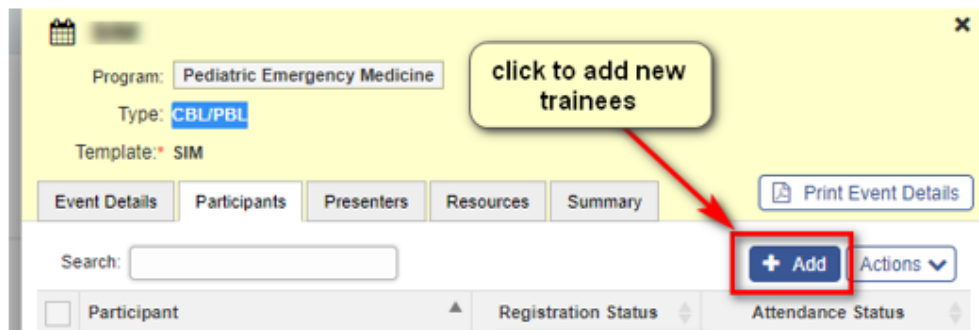 Program: Pediatric Emergency Medicine
click to add new
trainees
Type: CBL/PBL
Template:* SIM
Event Details Participants Presenters Resources Summary Print Event Details
Search: + Add Actions
Participant Registration Status Attendance Status